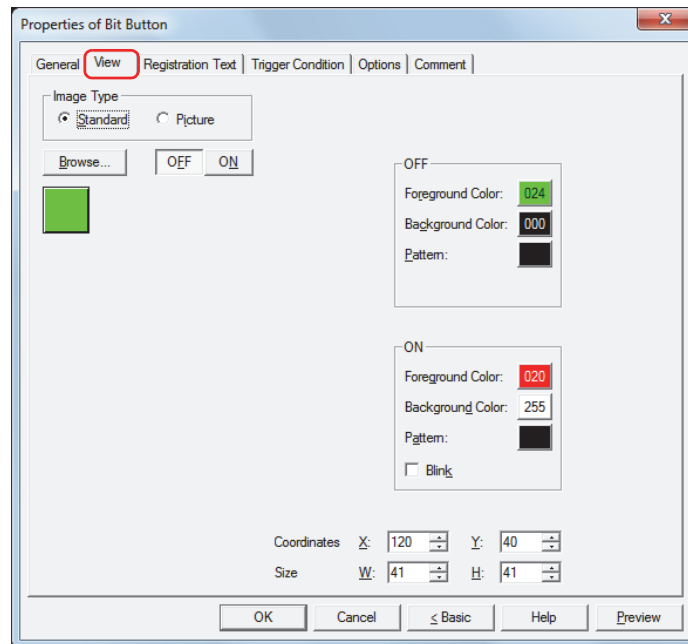 Properties of Bit Button
General View Registration Text Trigger Condition Options Comment
Image Type
Standard Picture
Browse... OFF ON
OFF
Foreground Color: 024
Background Color: 000
Pattern:
ON
Foreground Color: 020
Background Color: 255
Pattern:
Blink
Coordinates X: 120 Y: 40
Size W: 41 H: 41
OK Cancel < Basic Help Preview